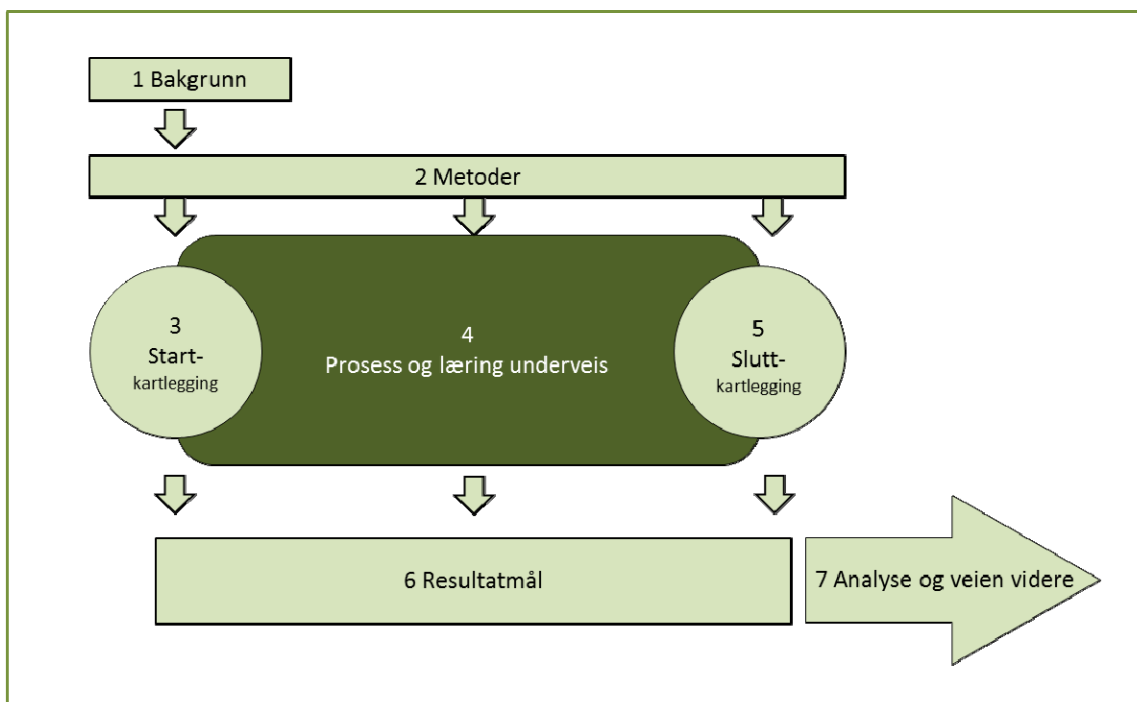 1 Bakgrunn
2 Metoder
3
Start-
kartlegging
4
Prosess og læring underveis
5
Slutt-
kartlegging
6 Resultatmål
7 Analyse og veien videre